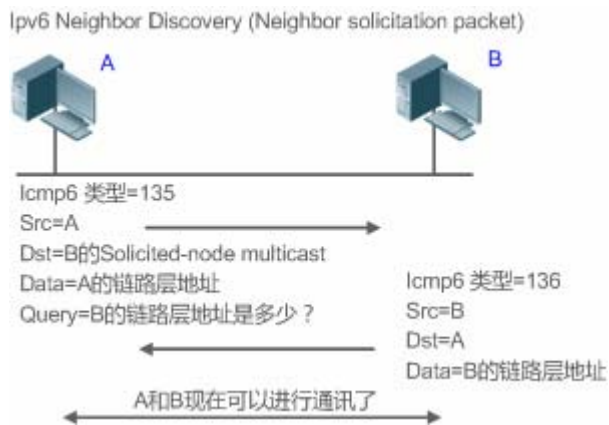 Ipv6 Neighbor Discovery (Neighbor solicitation packet)
A
B
Icmp6 类型=135
Src=A
Dst=B的Solicited-node multicast
Data=A的链路层地址
Query=B的链路层地址是多少？
Icmp6 类型=136
Src=B
Dst=A
Data=B的链路层地址
A和B现在可以进行通讯了